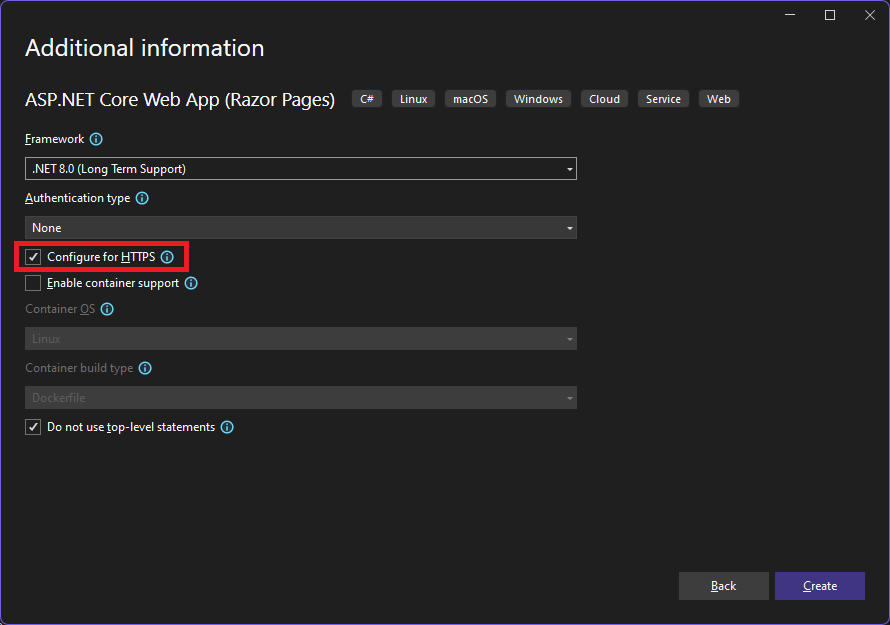 Additional information
ASP.NET Core Web App (Razor Pages) C# Linux macOS Windows Cloud Service Web
Framework
.NET 8.0 (Long Term Support)
Authentication type
None
Configure for HTTPS
Enable container support
Container OS
Linux
Container build type
Dockerfile
Do not use top-level statements
Back Create